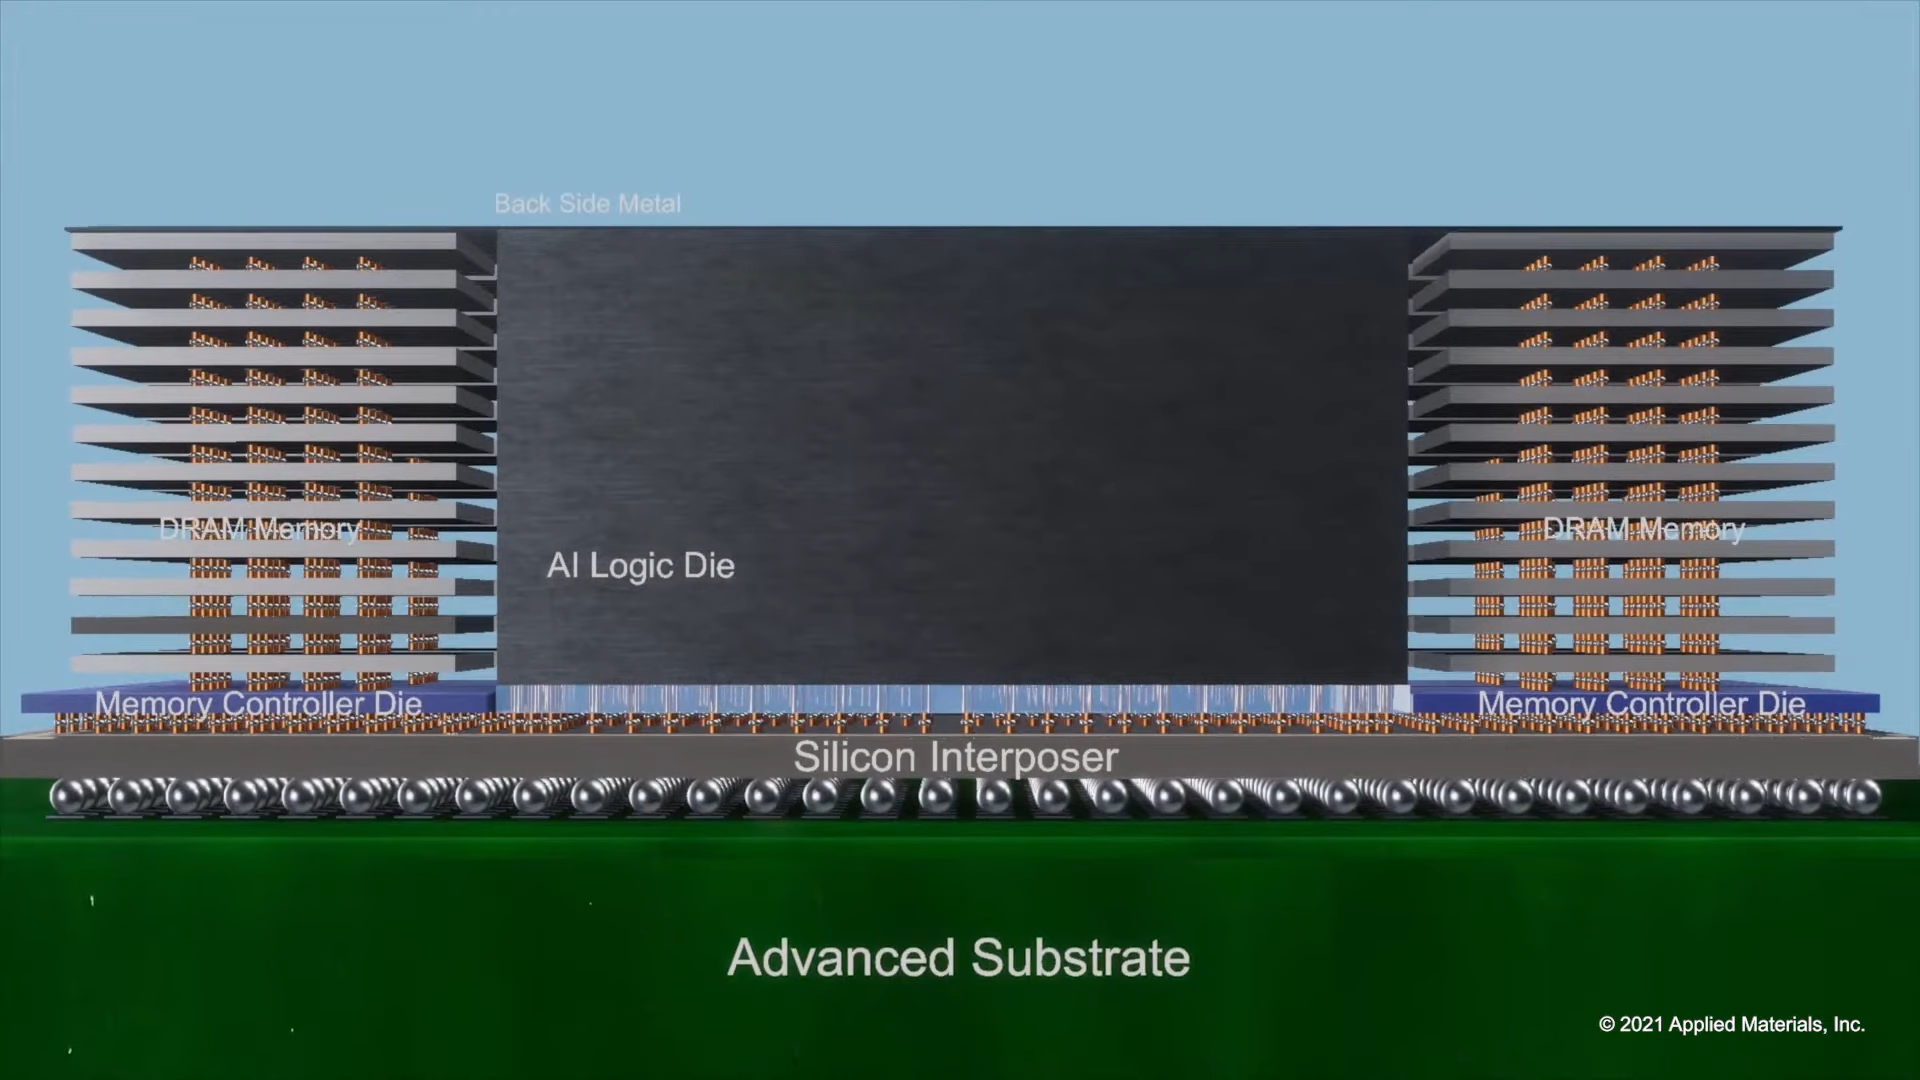 Back Side Metal
DRAM Memory
DRAM Memory
AI Logic Die
Memory Controller Die
Memory Controller Die
Silicon Interposer
Advanced Substrate
© 2021 Applied Materials, Inc.